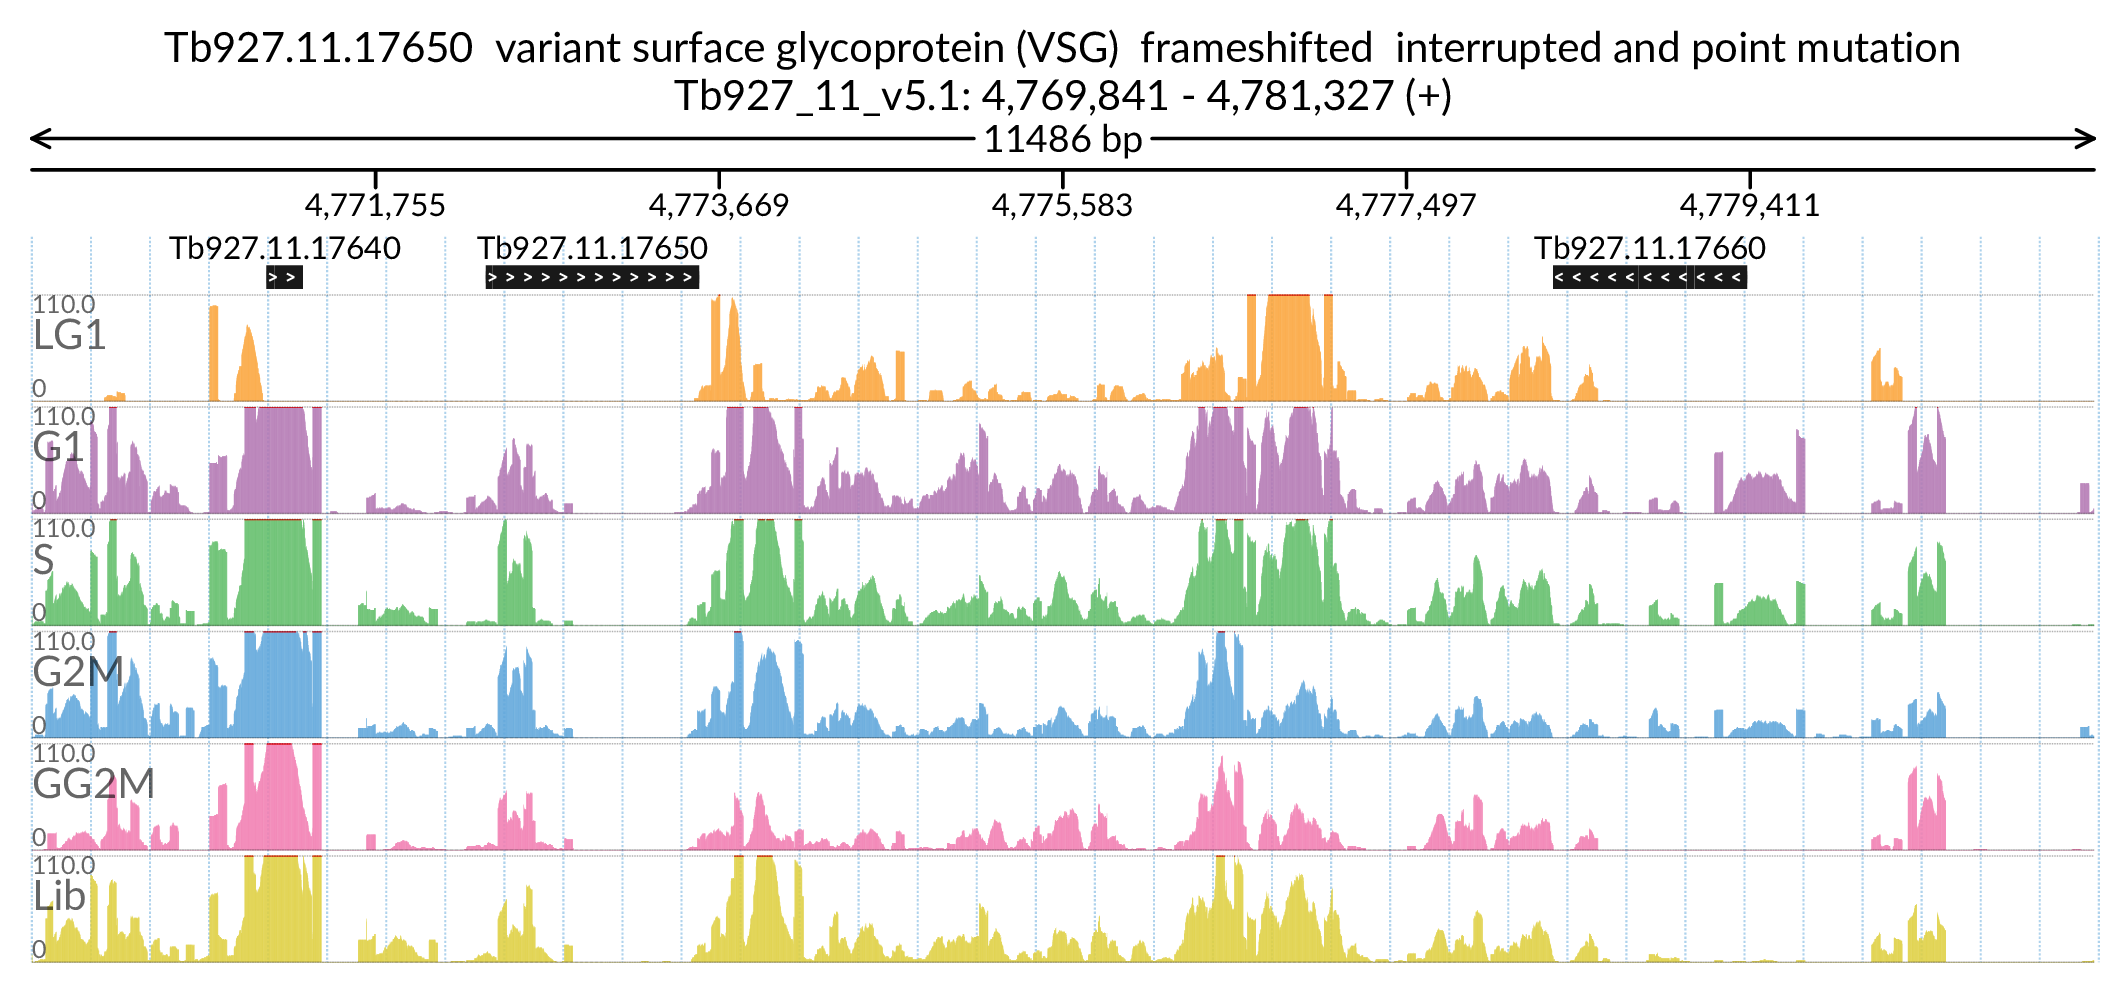 Tb927.11.17650  variant surface glycoprotein (VSG)  frameshifted  interrupted and point mutation
Tb927_11_v5.1: 4,769,841 - 4,781,327 (+)
11486 bp
4,771,755 4,773,669 4,775,583 4,777,497 4,779,411
Tb927.11.17640 Tb927.11.17650 Tb927.11.17660
110.0
LG1
0
110.0
G1
0
110.0
S
0
110.0
G2M
0
110.0
GG2M
0
110.0
Lib
0